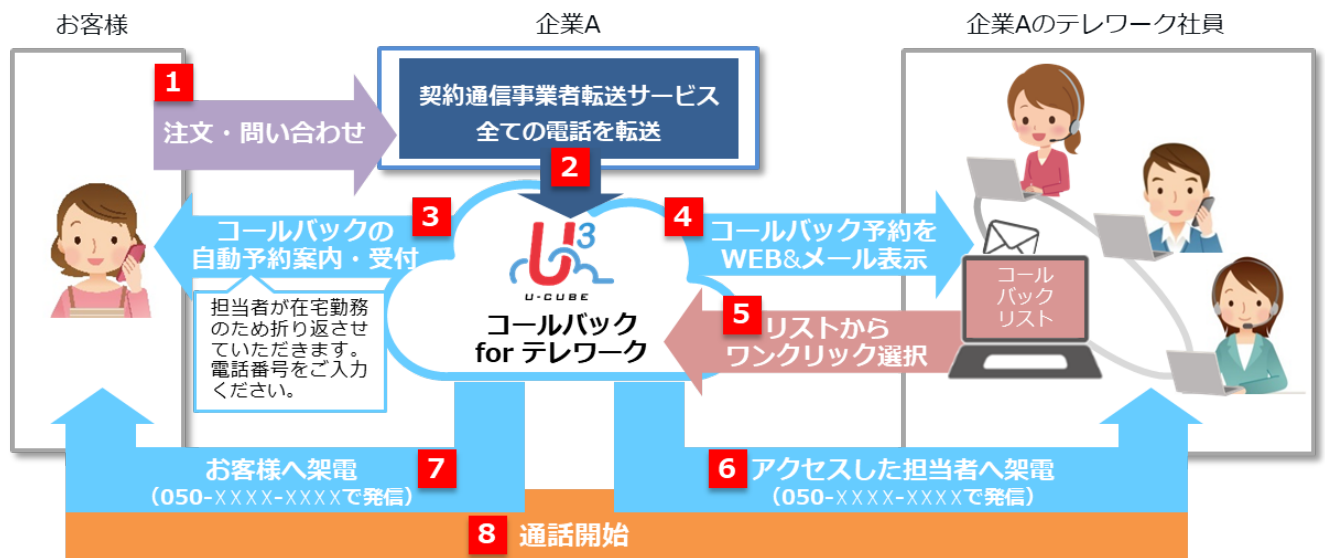 お客様
企業A
企業Aのテレワーク社員
1
注文・問い合わせ
契約通信事業者転送サービス
全ての電話を転送
2
3
コールバックの
自動予約案内・受付
担当者が在宅勤務
のため折り返させ
ていただきます。
電話番号をご入力
ください。
U3
U-CUBE
コールバック
for テレワーク
4
コールバック予約を
WEB&メール表示
コール
バック
リスト
5
リストから
ワンクリック選択
6
アクセスした担当者へ架電
(050-XXXX-XXXXで発信)
7
お客様へ架電
(050-XXXX-XXXXで発信)
8
通話開始